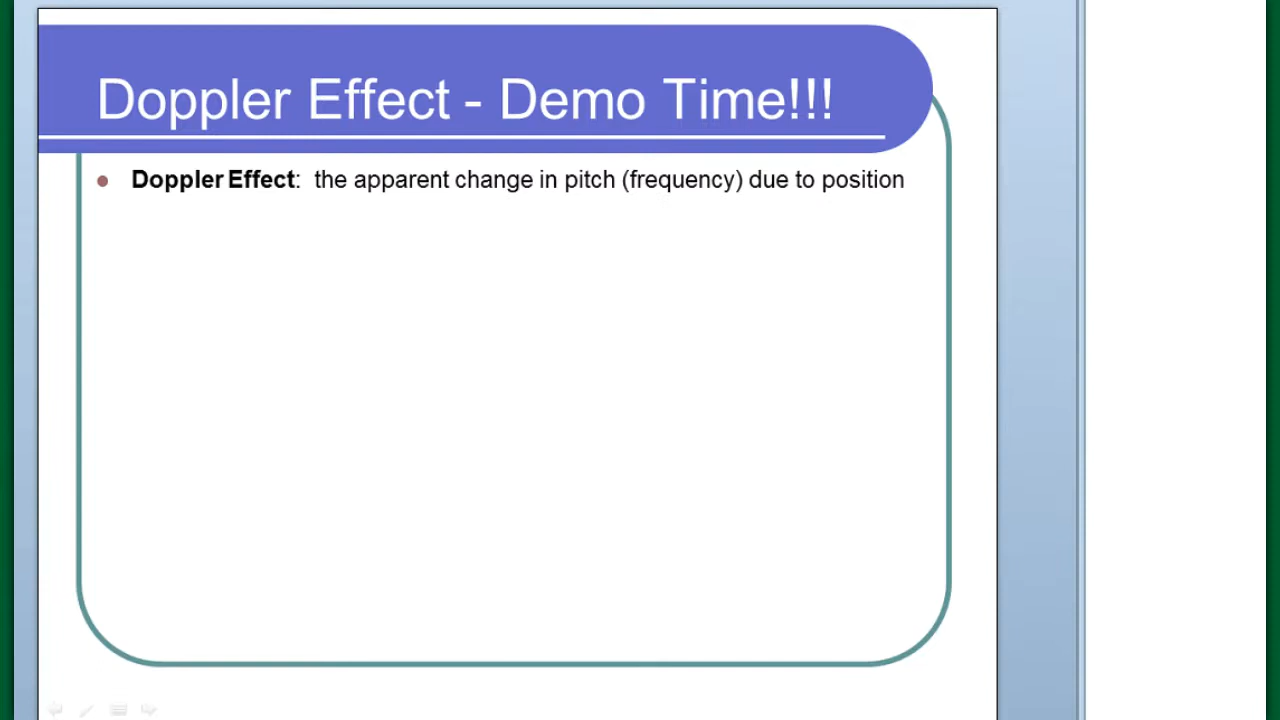 Doppler Effect - Demo Time!!!
Doppler Effect: the apparent change in pitch (frequency) due to position